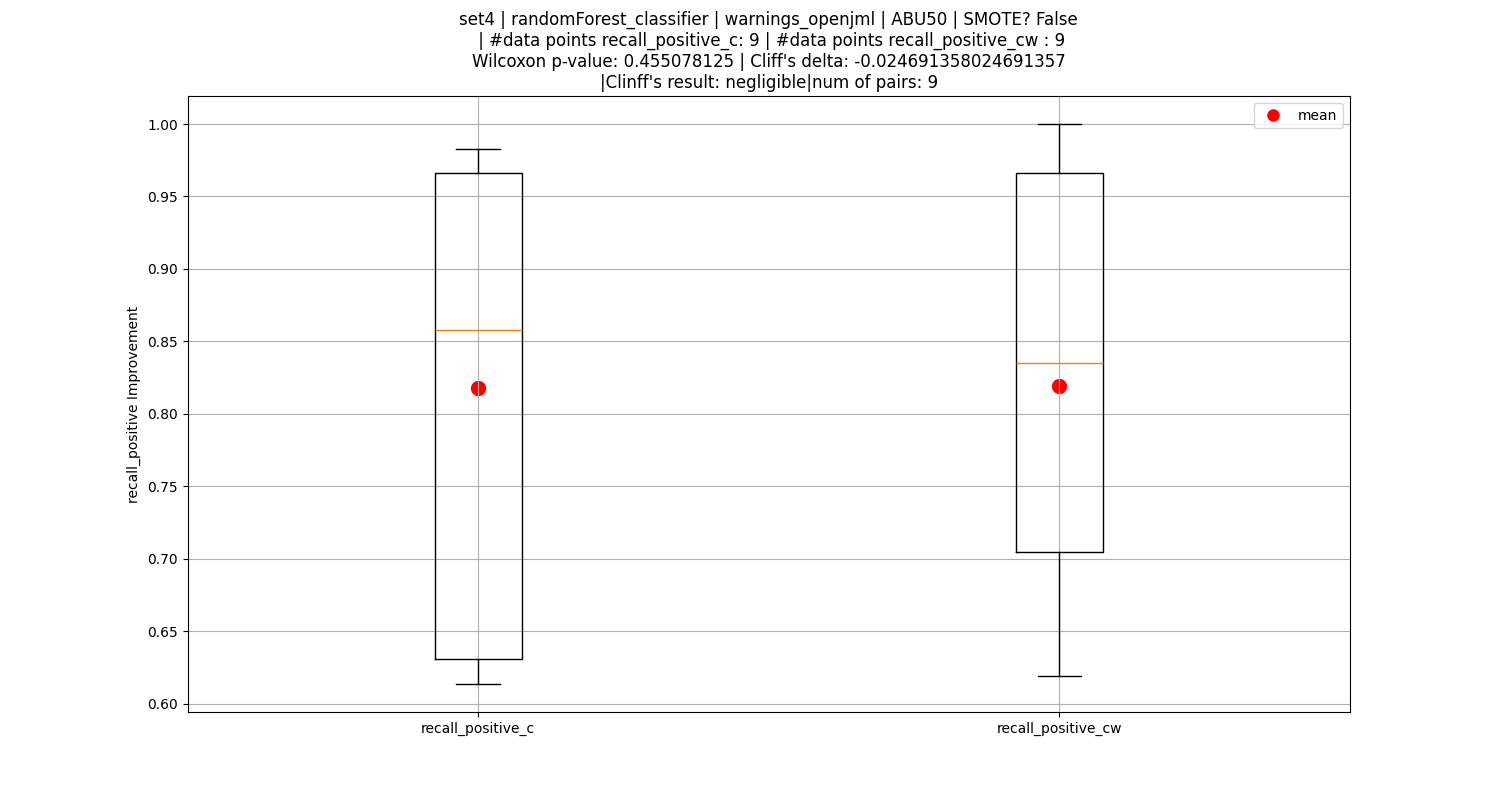 set4 | randomForest_classifier | warnings_openjml | ABU50 | SMOTE? False
| #data points recall_positive_c: 9 | #data points recall_positive_cw : 9
Wilcoxon p-value: 0.455078125 | Cliff's delta: -0.024691358024691357
|Clinff's result: negligible|num of pairs: 9
mean
1.00
0.95
0.90
0.85
0.80
0.75
0.70
0.65
0.60
recall_positive Improvement
recall_positive_c
recall_positive_cw